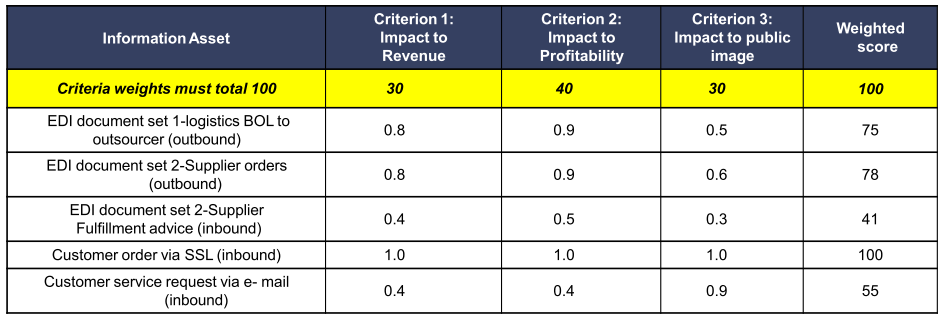 Information Asset
Criterion 1:
Impact to
Revenue
Criterion 2:
Impact to
Profitability
Criterion 3:
Impact to public
image
Weighted
score
Criteria weights must total 100
30
40
30
100
EDI document set 1-logistics BOL to
outsourcer (outbound)
0.8
0.9
0.5
75
EDI document set 2-Supplier orders
(outbound)
0.8
0.9
0.6
78
EDI document set 2-Supplier
Fulfillment advice (inbound)
0.4
0.5
0.3
41
Customer order via SSL (inbound)
1.0
1.0
1.0
100
Customer service request via e- mail
(inbound)
0.4
0.4
0.9
55